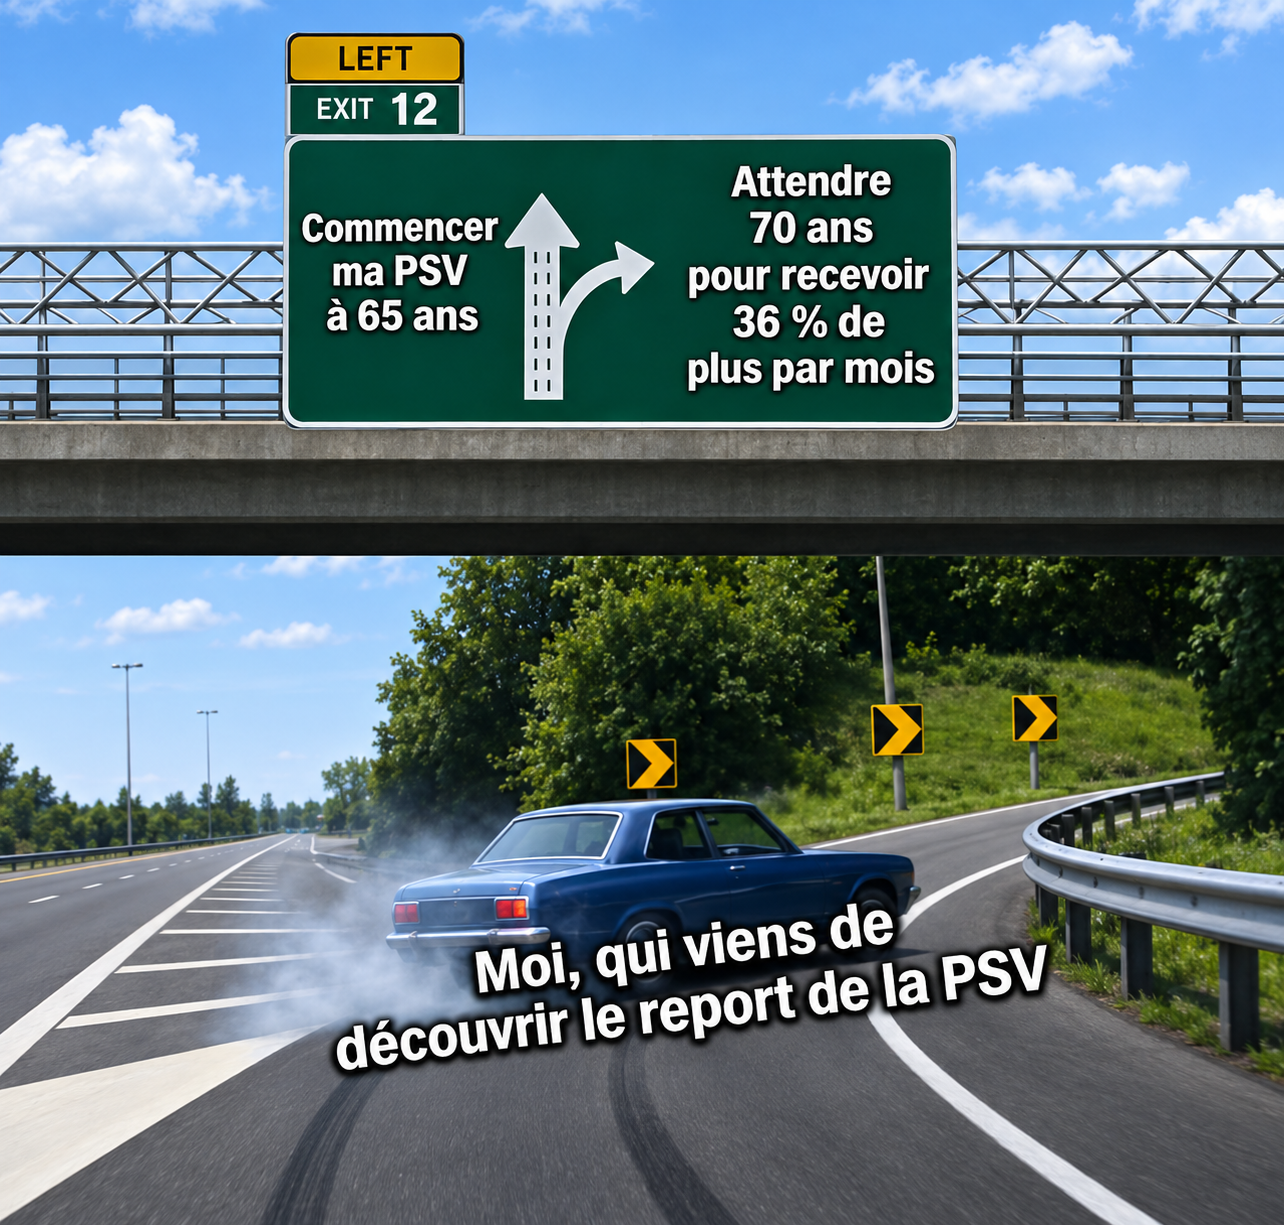 LEFT
EXIT 12
Commencer
ma PSV
à 65 ans
Attendre
70 ans
pour recevoir
36 % de
plus par mois
Moi, qui viens de
découvrir le report de la PSV